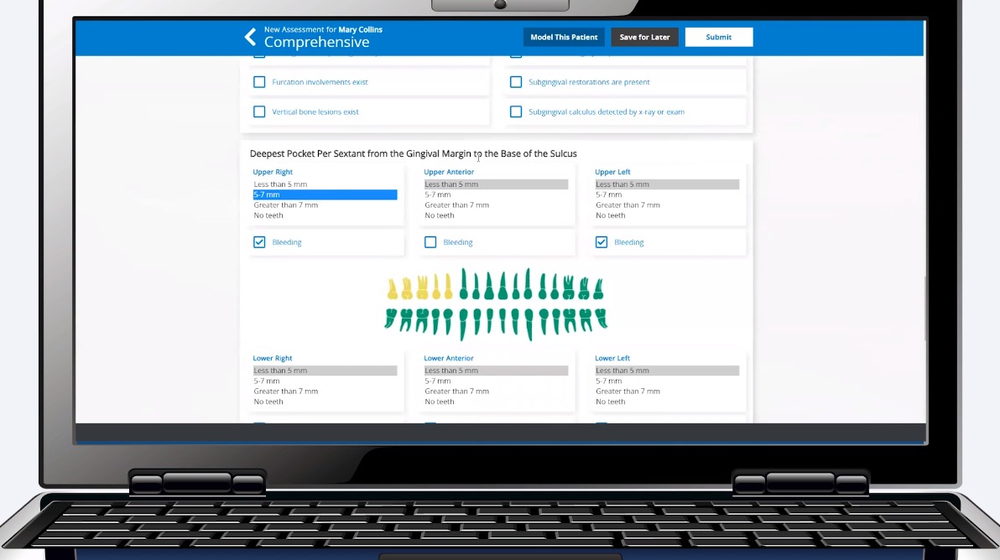 New Assessment for Mary Collins
Comprehensive
Model This Patient
Save for Later
Submit
Furcation involvements exist
Subgingival restorations are present
Vertical bone lesions exist
Subgingival calculus detected by x-ray or exam
Deepest Pocket Per Sextant from the Gingival Margin to the Base of the Sulcus
Upper Right
Less than 5 mm
5-7 mm
Greater than 7 mm
No teeth
Bleeding
Upper Anterior
Less than 5 mm
5-7 mm
Greater than 7 mm
No teeth
Bleeding
Upper Left
Less than 5 mm
5-7 mm
Greater than 7 mm
No teeth
Bleeding
Lower Right
Less than 5 mm
5-7 mm
Greater than 7 mm
No teeth
Lower Anterior
Less than 5 mm
5-7 mm
Greater than 7 mm
No teeth
Lower Left
Less than 5 mm
5-7 mm
Greater than 7 mm
No teeth